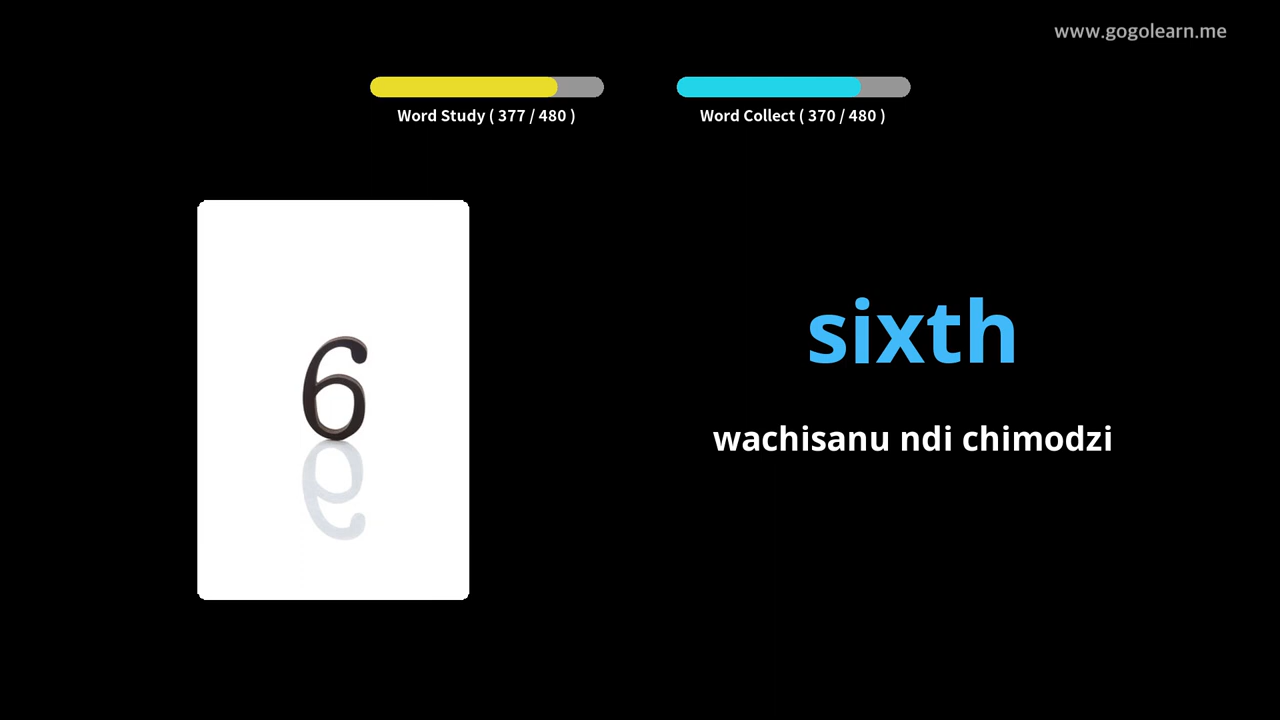 www.gogolearn.me
Word Study ( 377 / 480 )
Word Collect ( 370 / 480 )
6
sixth
wachisanu ndi chimodzi